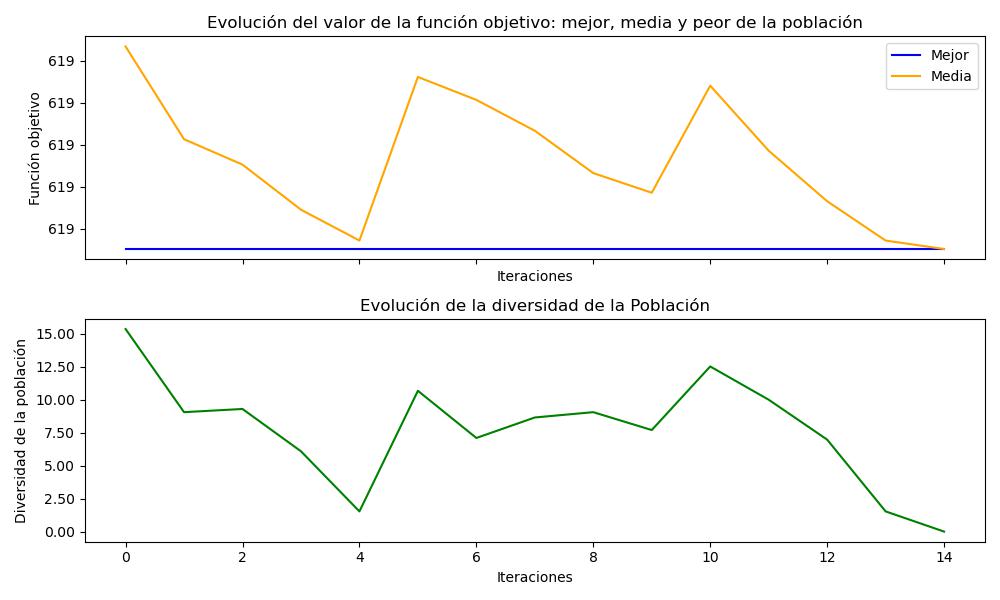 Evolución del valor de la función objetivo: mejor, media y peor de la población
Función objetivo
619
619
619
619
619
Mejor
Media
Iteraciones
Evolución de la diversidad de la Población
Diversidad de la población
15.00
12.50
10.00
7.50
5.00
2.50
0.00
0 2 4 6 8 10 12 14
Iteraciones